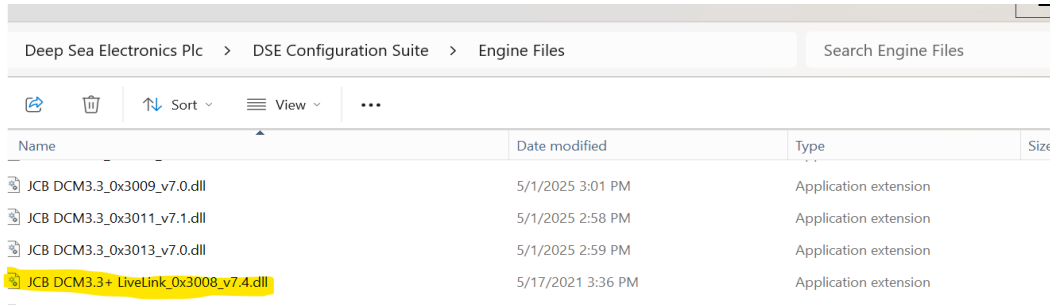 Deep Sea Electronics Plc > DSE Configuration Suite > Engine Files Search Engine Files
Sort View •••
Name Date modified Type Size
JCB DCM3.3_0x3009_v7.0.dll 5/1/2025 3:01 PM Application extension
JCB DCM3.3_0x3011_v7.1.dll 5/1/2025 2:58 PM Application extension
JCB DCM3.3_0x3013_v7.0.dll 5/1/2025 2:59 PM Application extension
JCB DCM3.3+ LiveLink_0x3008_v7.4.dll 5/17/2021 3:36 PM Application extension